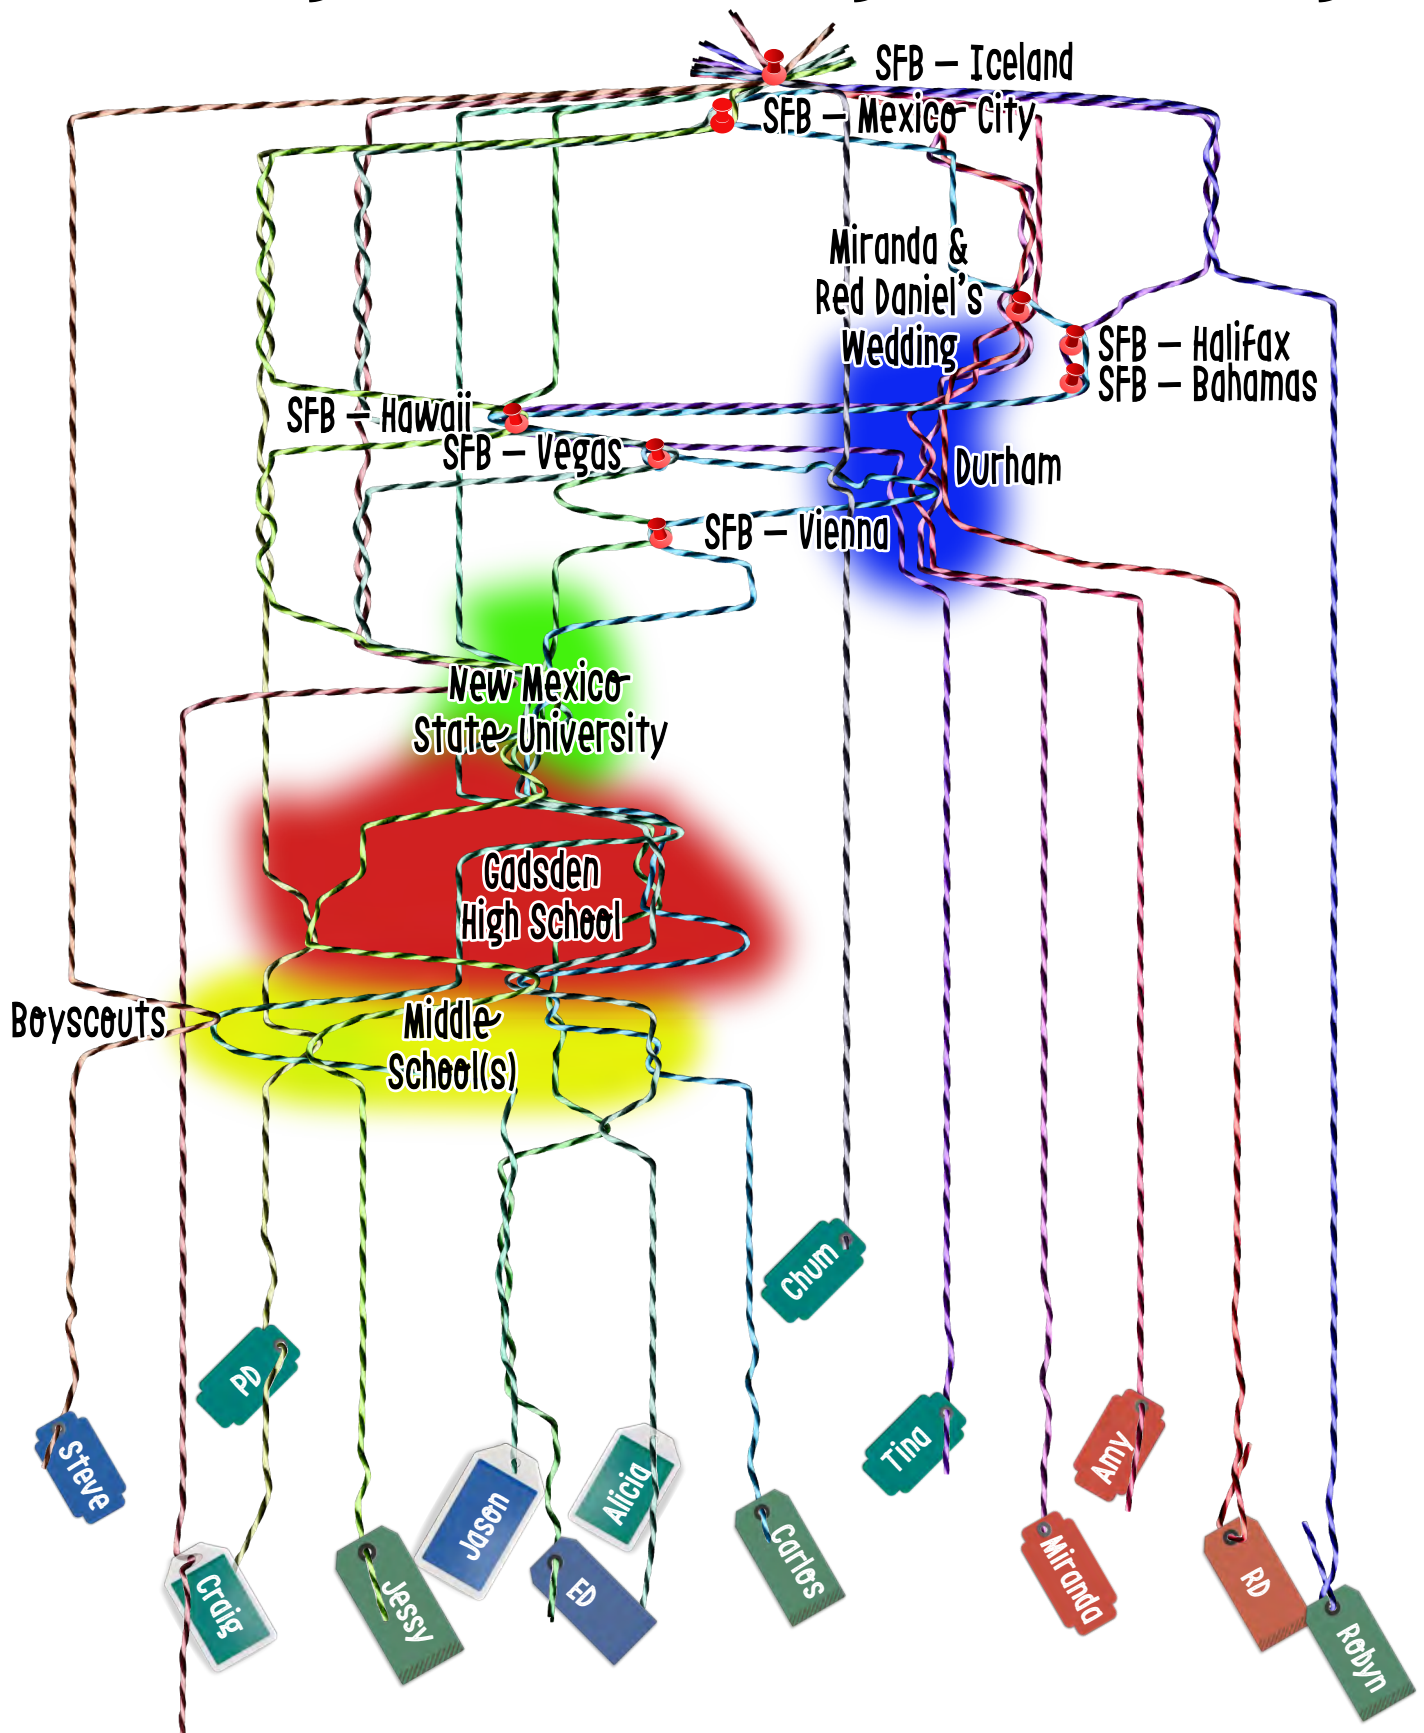 SFB – Iceland
SFB – Mexico City
Miranda &
Red Daniel's
Wedding
SFB – Halifax
SFB – Bahamas
SFB – Hawaii
SFB – Vegas
Durham
SFB – Vienna
New Mexico
State University
Gadsden
High School
Boyscouts
Middle
School(s)
Chum
PD
Steve
Tina
Amy
Jason
Alicia
Craig
Jessy
ED
Carlos
Miranda
RD
Robyn